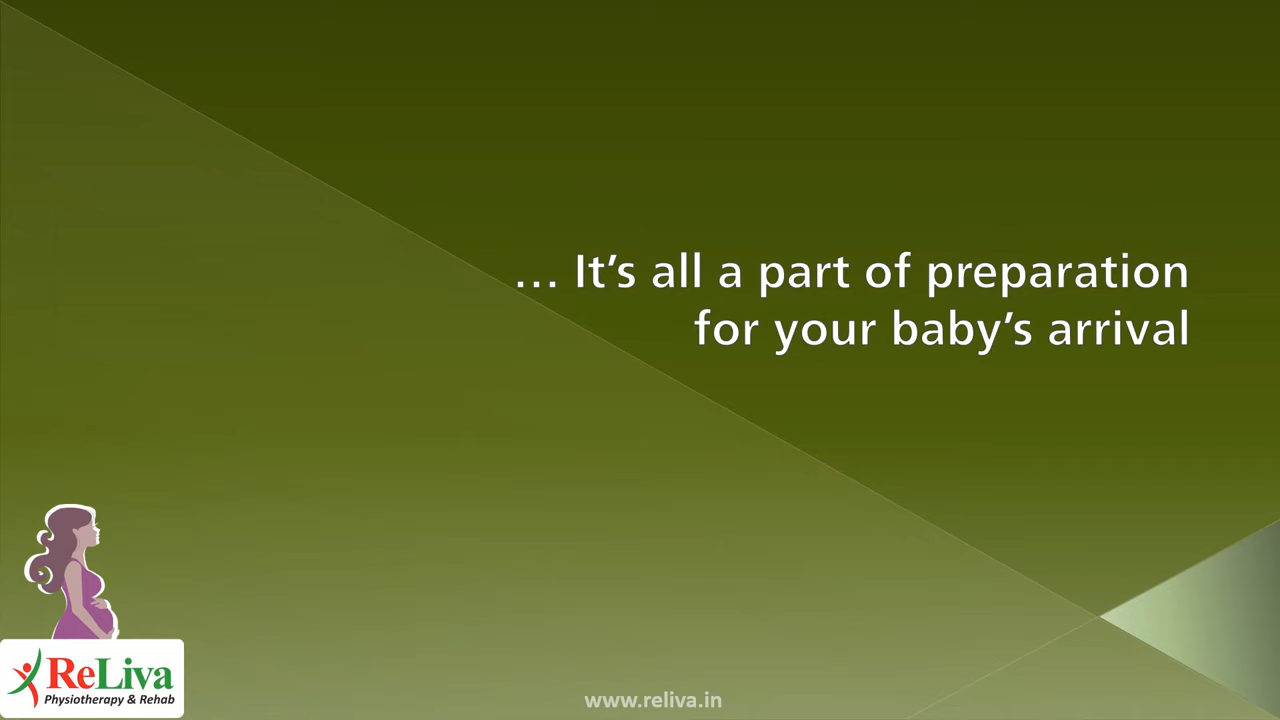 … It’s all a part of preparation
for your baby’s arrival
ReLiva
Physiotherapy & Rehab
www.reliva.in